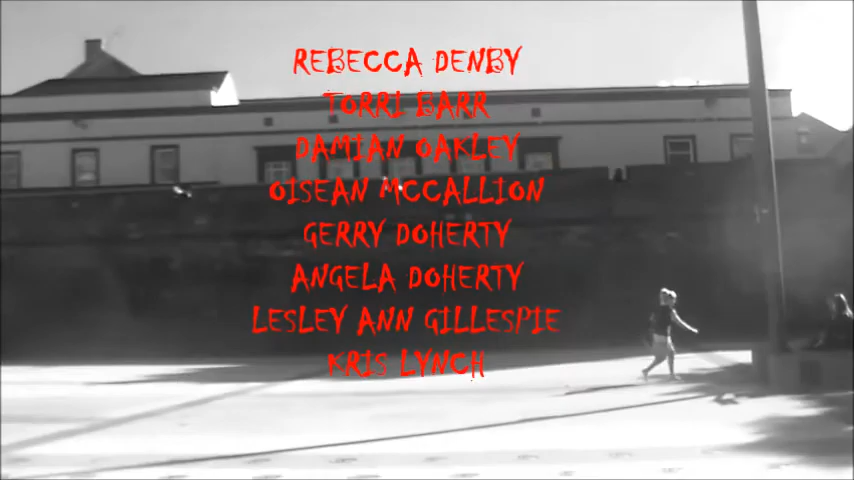 REBECCA DENBY
TORRI BARR
DAMIAN OAKLEY
OISEAN MCCALLION
GERRY DOHERTY
ANGELA DOHERTY
LESLEY ANN GILLESPIE
KRIS LYNCH